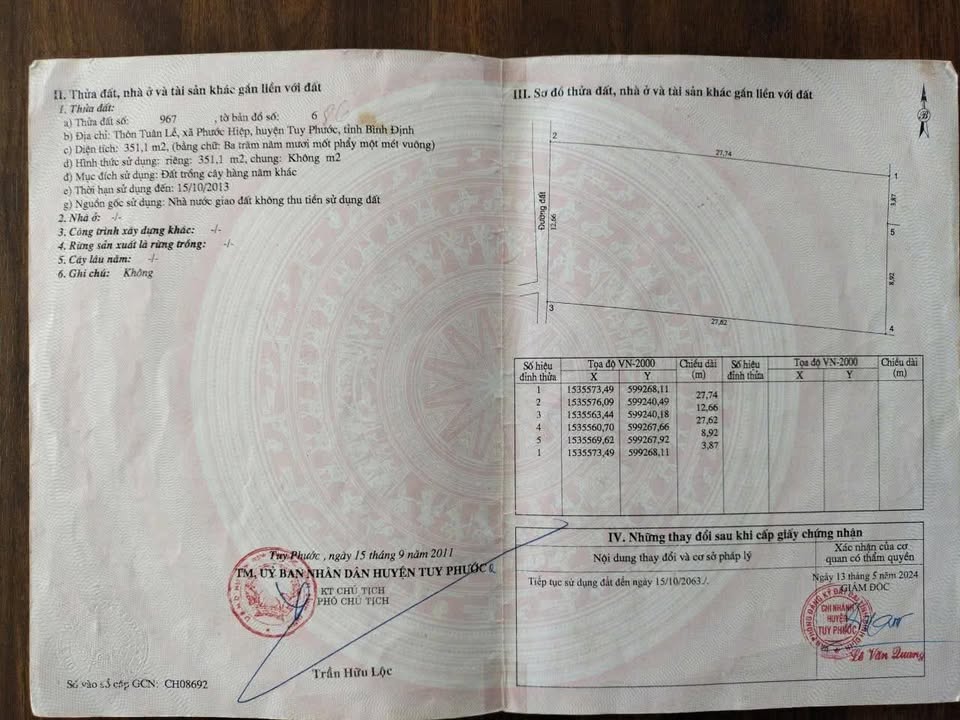 II. Thửa đất, nhà ở và tài sản khác gắn liền với đất
1. Thửa đất:
a) Thửa đất số: 967 , tờ bản đồ số: 6
b) Địa chỉ: Thôn Tuân Lễ, xã Phước Hiệp, huyện Tuy Phước, tỉnh Bình Định
c) Diện tích: 351,1 m2, (bằng chữ: Ba trăm năm mươi mốt phẩy một mét vuông)
d) Hình thức sử dụng: riêng: 351,1 m2, chung: Không m2
đ) Mục đích sử dụng: Đất trồng cây hàng năm khác
e) Thời hạn sử dụng đến: 15/10/2013
g) Nguồn gốc sử dụng: Nhà nước giao đất không thu tiền sử dụng đất
2. Nhà ở: -/-
3. Công trình xây dựng khác: -/-
4. Rừng sản xuất là rừng trồng: -/-
5. Cây lâu năm: -/-
6. Ghi chú: Không
Tuy Phước, ngày 15 tháng 9 năm 2011
TM. ỦY BAN NHÂN DÂN HUYỆN TUY PHƯỚC
KT CHỦ TỊCH
PHÓ CHỦ TỊCH
Trần Hữu Lộc
Số vào sổ cấp GCN: CH08692
III. Sơ đồ thửa đất, nhà ở và tài sản khác gắn liền với đất
B
2
27,74
1
3,87
5
Đường đất
12,66
8,92
3
27,62
4
Số hiệu đỉnh thửa Tọa độ VN-2000 Chiều dài (m) Số hiệu đỉnh thửa Tọa độ VN-2000 Chiều dài (m)
X Y X Y
1 1535573,49 599268,11
27,74
2 1535576,09 599240,49
12,66
3 1535563,44 599240,18
27,62
4 1535560,70 599267,66
8,92
5 1535569,62 599267,92
3,87
1 1535573,49 599268,11
IV. Những thay đổi sau khi cấp giấy chứng nhận
Nội dung thay đổi và cơ sở pháp lý
Xác nhận của cơ
quan có thẩm quyền
Tiếp tục sử dụng đất đến ngày 15/10/2063./.
Ngày 13 tháng 5 năm 2024
GIÁM ĐỐC
CHI NHÁNH
HUYỆN
TUY PHƯỚC
Lê Văn Quang